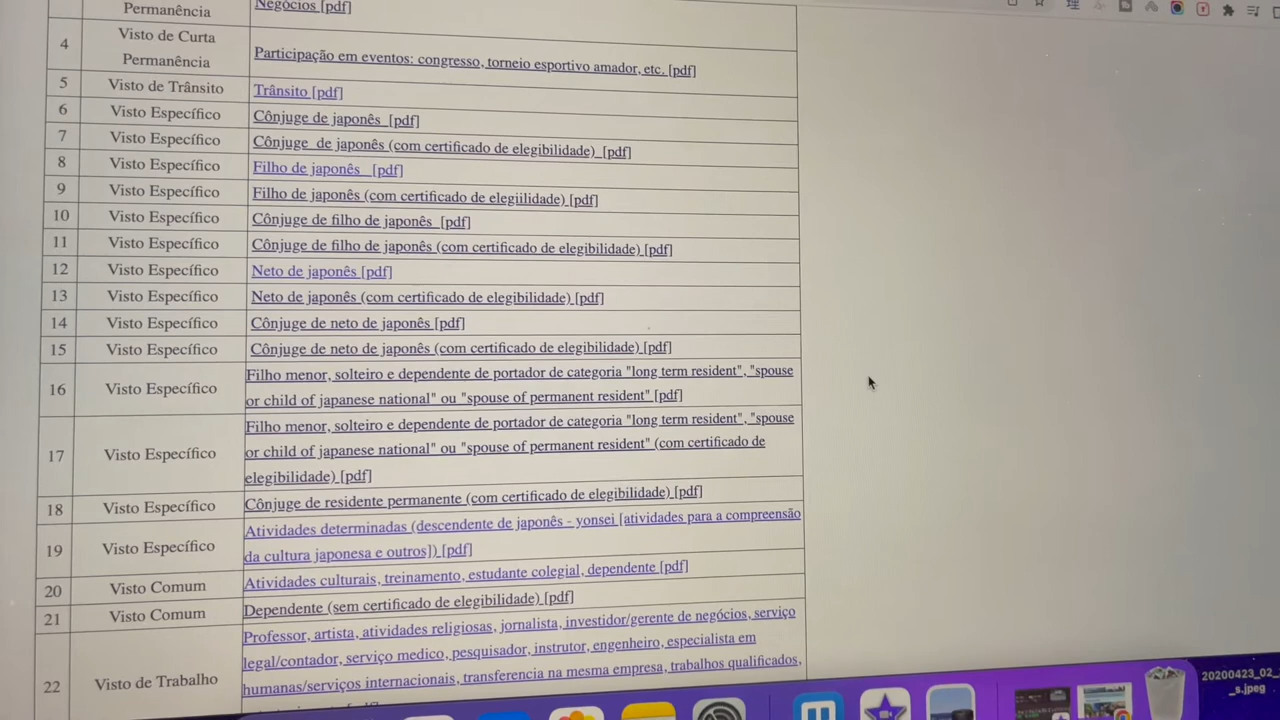 Permanência
Negócios [pdf]
4
Visto de Curta
Permanência
Participação em eventos: congresso, torneio esportivo amador, etc. [pdf]
5
Visto de Trânsito
Trânsito [pdf]
6
Visto Específico
Cônjuge de japonês [pdf]
7
Visto Específico
Cônjuge de japonês (com certificado de elegibilidade) [pdf]
8
Visto Específico
Filho de japonês [pdf]
9
Visto Específico
Filho de japonês (com certificado de elegiilidade) [pdf]
10
Visto Específico
Cônjuge de filho de japonês [pdf]
11
Visto Específico
Cônjuge de filho de japonês (com certificado de elegibilidade) [pdf]
12
Visto Específico
Neto de japonês [pdf]
13
Visto Específico
Neto de japonês (com certificado de elegibilidade) [pdf]
14
Visto Específico
Cônjuge de neto de japonês [pdf]
15
Visto Específico
Cônjuge de neto de japonês (com certificado de elegibilidade) [pdf]
16
Visto Específico
Filho menor, solteiro e dependente de portador de categoria "long term resident", "spouse
or child of japanese national" ou "spouse of permanent resident" [pdf]
17
Visto Específico
Filho menor, solteiro e dependente de portador de categoria "long term resident", "spouse
or child of japanese national" ou "spouse of permanent resident" (com certificado de
elegibilidade) [pdf]
18
Visto Específico
Cônjuge de residente permanente (com certificado de elegibilidade) [pdf]
19
Visto Específico
Atividades determinadas (descendente de japonês - yonsei [atividades para a compreensão
da cultura japonesa e outros]) [pdf]
20
Visto Comum
Atividades culturais, treinamento, estudante colegial, dependente [pdf]
21
Visto Comum
Dependente (sem certificado de elegibilidade) [pdf]
22
Visto de Trabalho
Professor, artista, atividades religiosas, jornalista, investidor/gerente de negócios, serviço
legal/contador, serviço medico, pesquisador, instrutor, engenheiro, especialista em
humanas/serviços internacionais, transferencia na mesma empresa, trabalhos qualificados,
20200423_02_
_s.jpeg